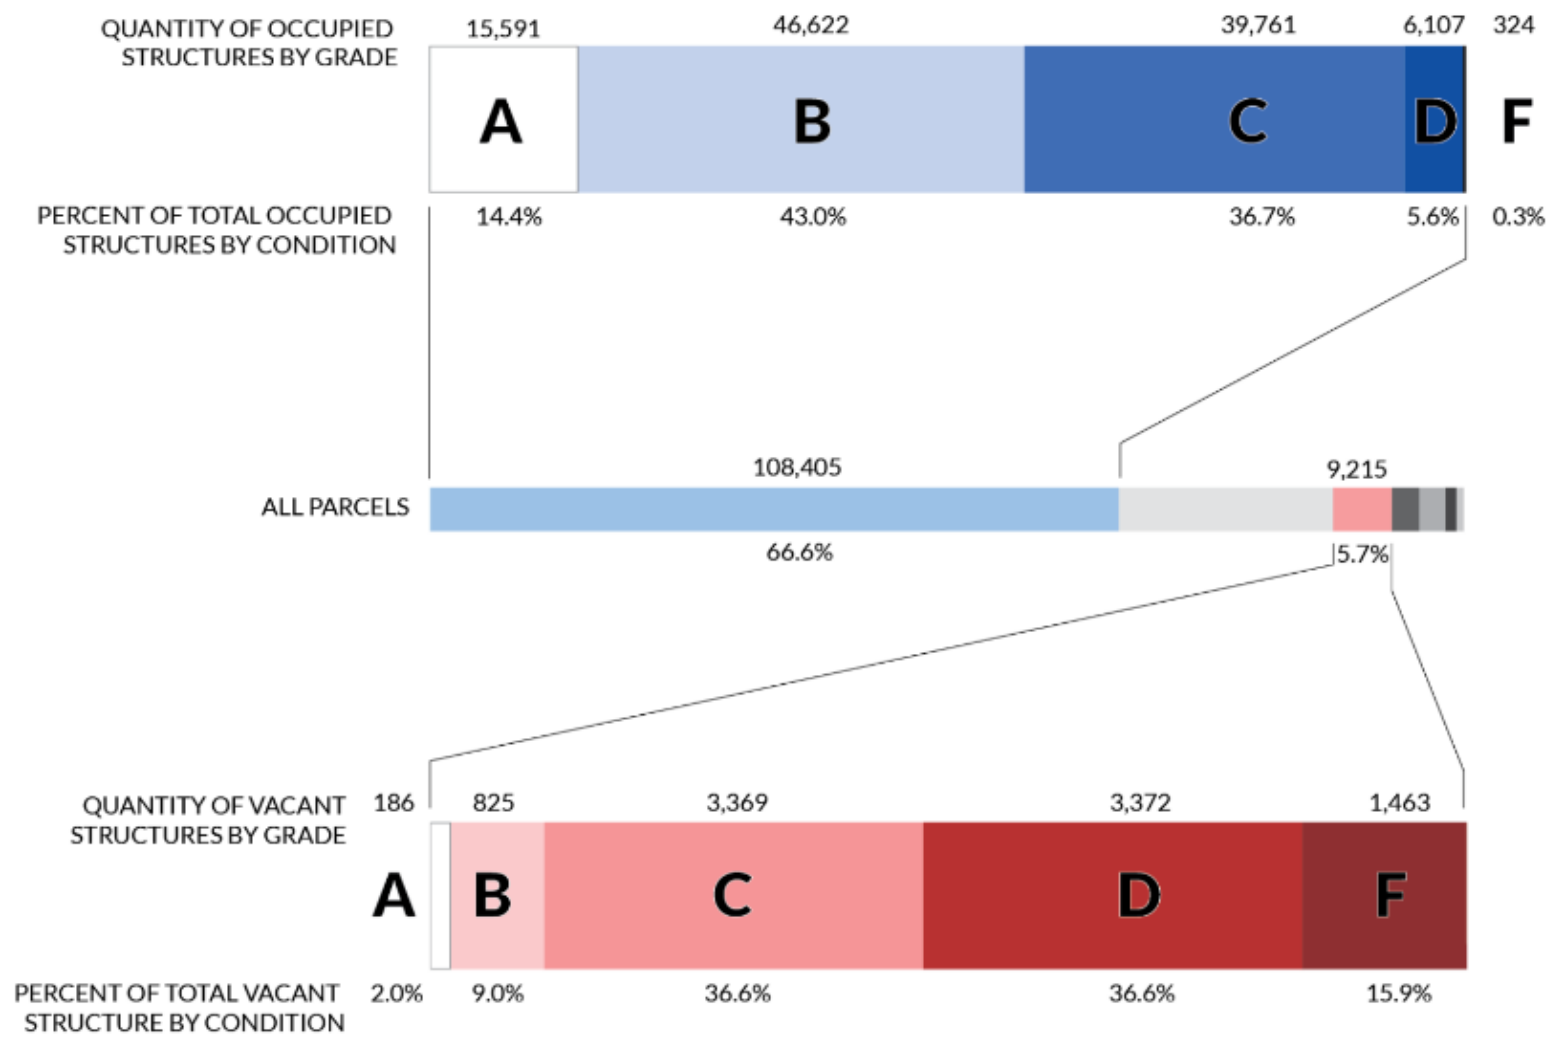 QUANTITY OF OCCUPIED
STRUCTURES BY GRADE
15,591 46,622 39,761 6,107 324
A B C D F
PERCENT OF TOTAL OCCUPIED
STRUCTURES BY CONDITION
14.4% 43.0% 36.7% 5.6% 0.3%
108,405 9,215
ALL PARCELS
66.6% 5.7%
QUANTITY OF VACANT
STRUCTURES BY GRADE
186 825 3,369 3,372 1,463
A B C D F
PERCENT OF TOTAL VACANT
STRUCTURE BY CONDITION
2.0% 9.0% 36.6% 36.6% 15.9%